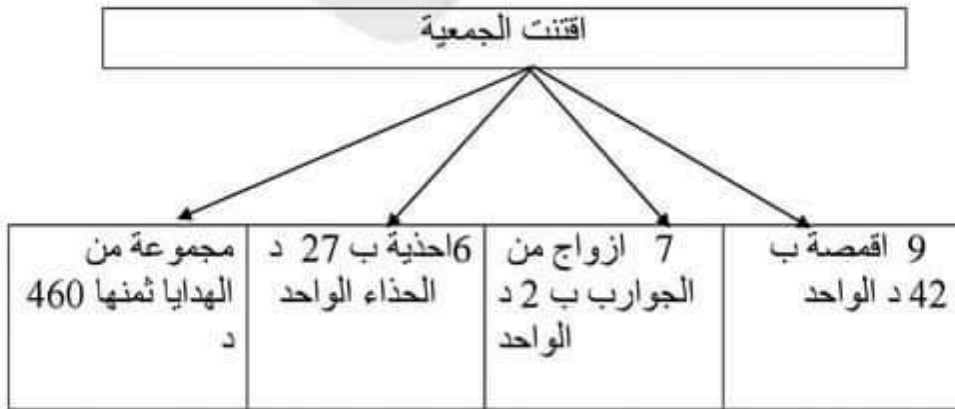 اقتنت الجمعية
9 اقمصة ب
42 د الواحد
7 ازواج من
الجوارب ب 2 د
الواحد
6احذية ب 27 د
الحذاء الواحد
مجموعة من
الهدايا ثمنها 460
د